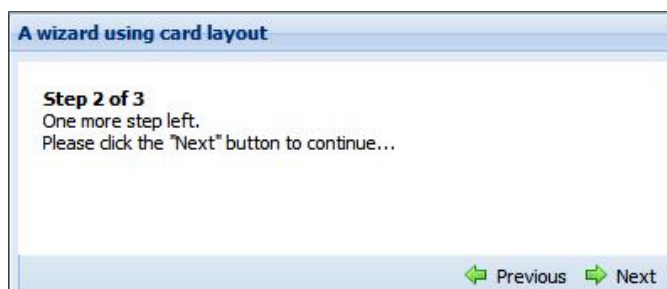 A wizard using card layout
Step 2 of 3
One more step left.
Please click the "Next" button to continue...
Previous Next